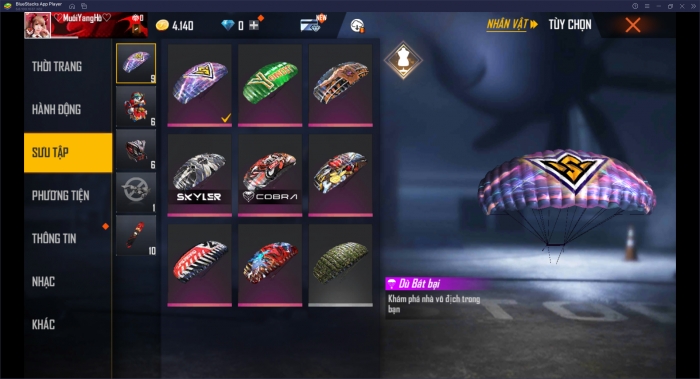 BlueStacks App Player
♡MuốiYangHồ♡
0
4.140
0
NEW
NHÂN VẬT
TÙY CHỌN
THỜI TRANG
HÀNH ĐỘNG
SƯU TẬP
PHƯƠNG TIỆN
THÔNG TIN
NHẠC
KHÁC
9
6
6
1
10
SKYLER
COBRA
Dù Bất bại
Khám phá nhà vô địch trong
bạn